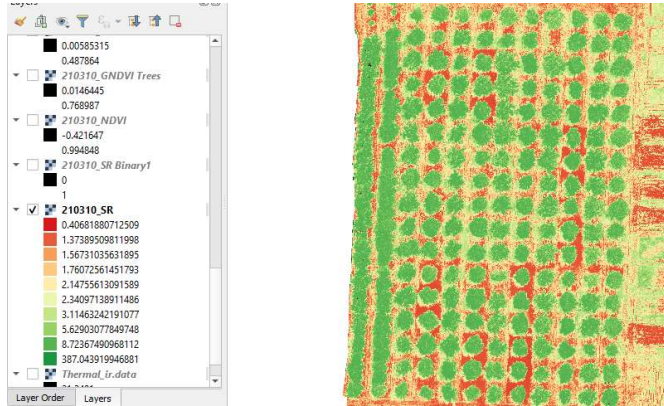 Layers
0.00585315
0.487864
210310_GNDVI Trees
0.0146445
0.768987
210310_NDVI
-0.421647
0.994848
210310_SR Binary1
0
1
210310_SR
0.40681880712509
1.37389509811998
1.56731035631895
1.76072561451793
2.14755613091589
2.34097138911486
3.11463242191077
5.62903077849748
8.72367490968112
387.043919946881
Thermal_ir.data
Layer Order Layers